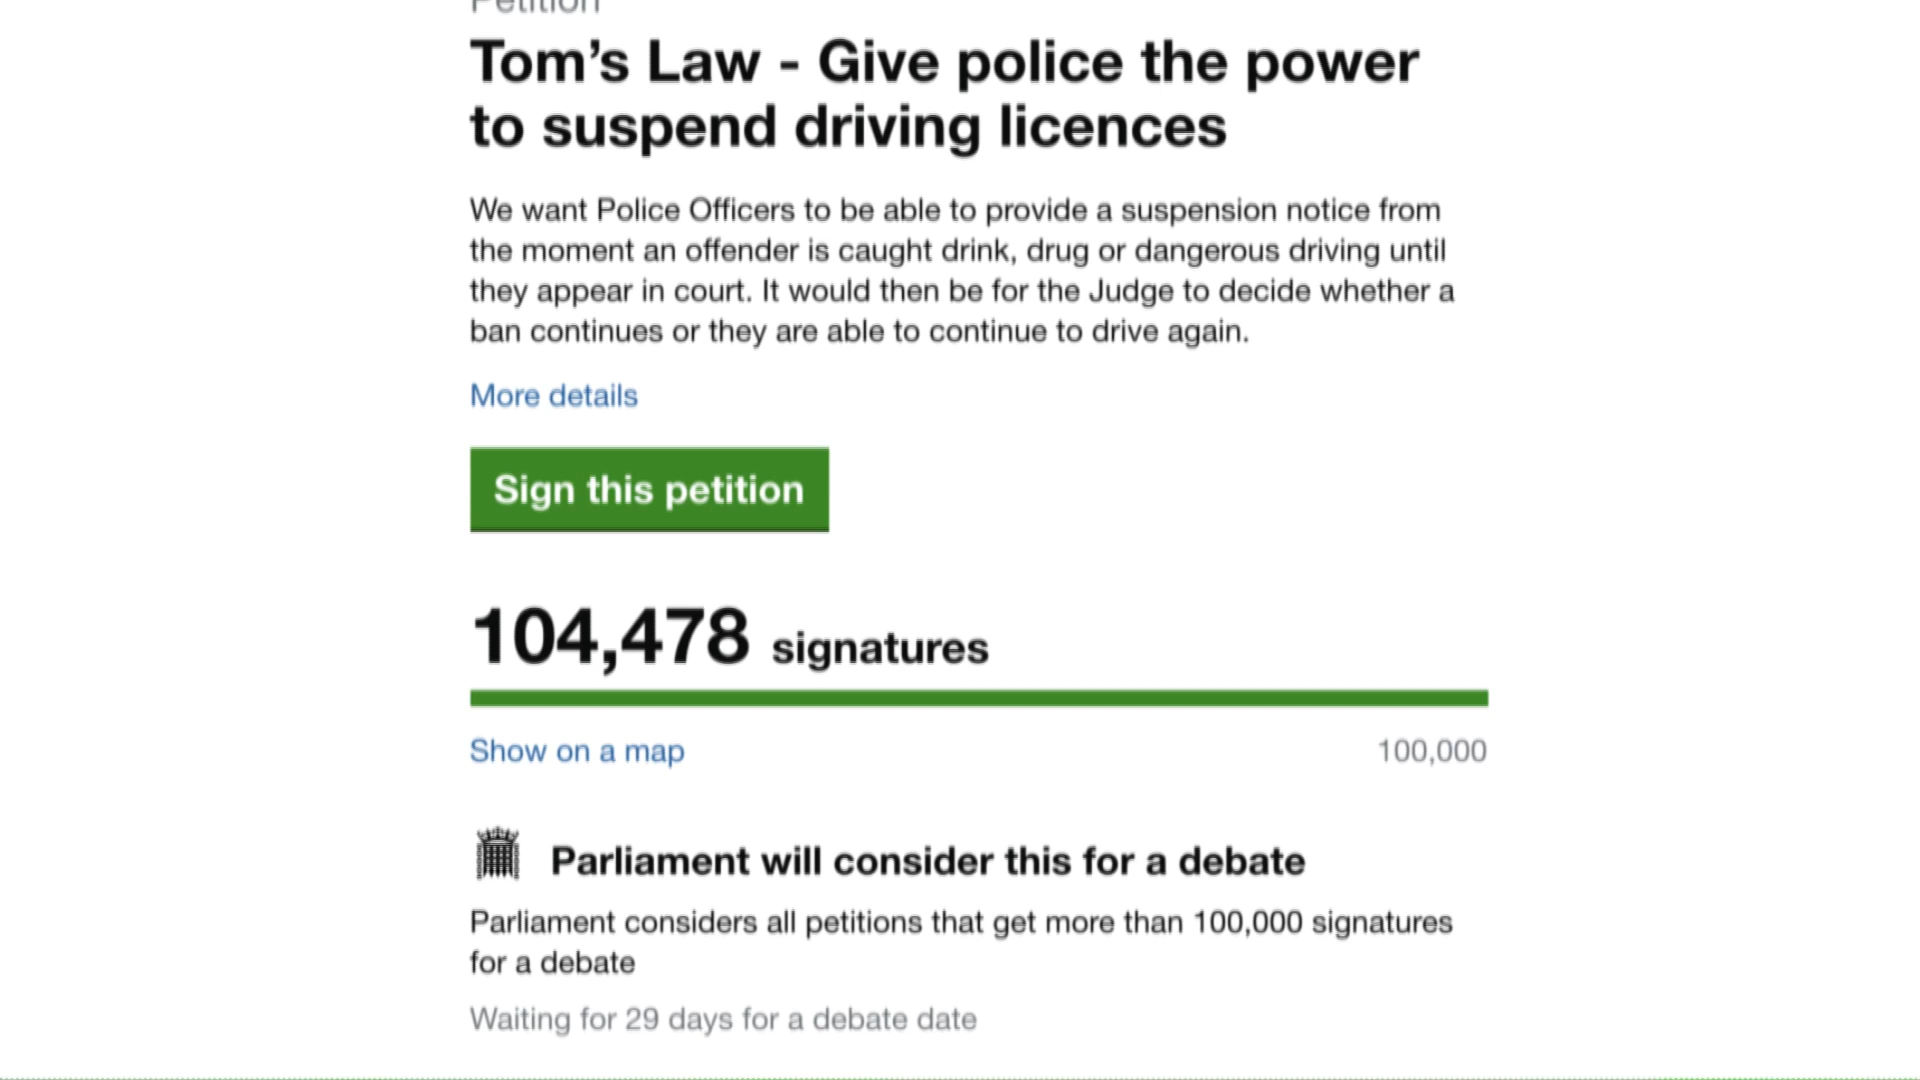 Petition
Tom’s Law - Give police the power
to suspend driving licences
We want Police Officers to be able to provide a suspension notice from
the moment an offender is caught drink, drug or dangerous driving until
they appear in court. It would then be for the Judge to decide whether a
ban continues or they are able to continue to drive again.
More details
Sign this petition
104,478 signatures
Show on a map
100,000
Parliament will consider this for a debate
Parliament considers all petitions that get more than 100,000 signatures
for a debate
Waiting for 29 days for a debate date